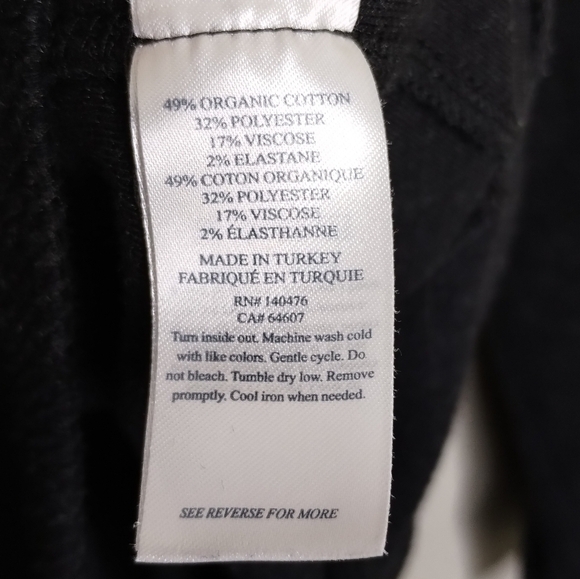 49% ORGANIC COTTON
32% POLYESTER
17% VISCOSE
2% ELASTANE
49% COTON ORGANIQUE
32% POLYESTER
17% VISCOSE
2% ÉLASTHANNE
MADE IN TURKEY
FABRIQUÉ EN TURQUIE
RN# 140476
CA# 64607
Turn inside out. Machine wash cold
with like colors. Gentle cycle. Do
not bleach. Tumble dry low. Remove
promptly. Cool iron when needed.
SEE REVERSE FOR MORE